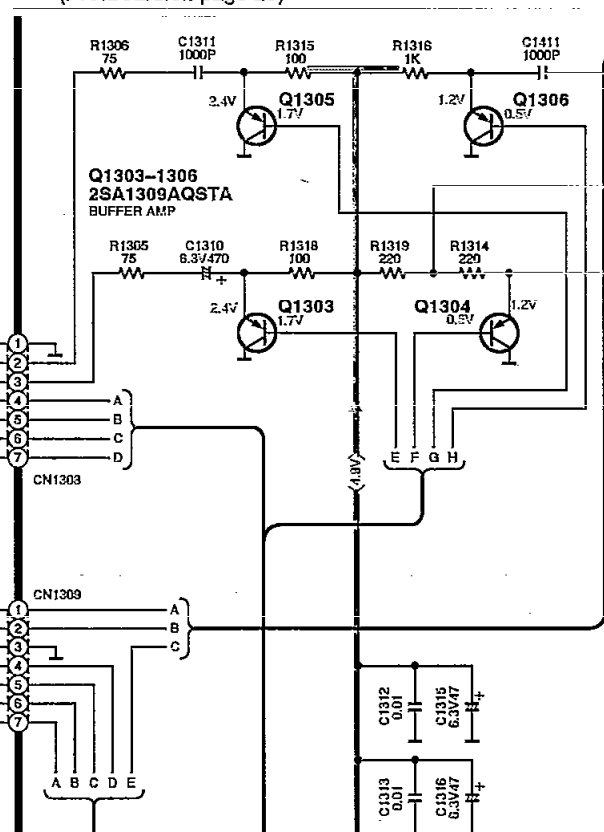 R1306
75
C1311
1000P
R1315
100
R1316
1K
C1411
1000P
2.4V
Q1305
1.7V
1.2V
Q1306
0.5V
Q1303–1306
2SA1309AQSTA
BUFFER AMP
R1305
75
C1310
6.3V470
+
R1318
100
R1319
220
R1314
220
2.4V
Q1303
1.7V
Q1304
0.5V
1.2V
1
2
3
4 A
5 B
6 C
7 D
E F G H
4.9V
CN1303
CN1309
1 A
2 B
3 C
4
5
6
7
A B C D E
C1312
0.01
C1315
6.3V47
+
C1313
0.01
C1316
6.3V47
+